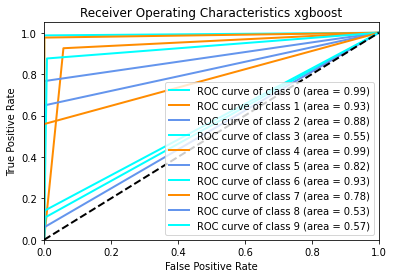 Receiver Operating Characteristics xgboost
True Positive Rate
1.0
0.8
0.6
0.4
0.2
0.0
ROC curve of class 0 (area = 0.99)
ROC curve of class 1 (area = 0.93)
ROC curve of class 2 (area = 0.88)
ROC curve of class 3 (area = 0.55)
ROC curve of class 4 (area = 0.99)
ROC curve of class 5 (area = 0.82)
ROC curve of class 6 (area = 0.93)
ROC curve of class 7 (area = 0.78)
ROC curve of class 8 (area = 0.53)
ROC curve of class 9 (area = 0.57)
0.0 0.2 0.4 0.6 0.8 1.0
False Positive Rate